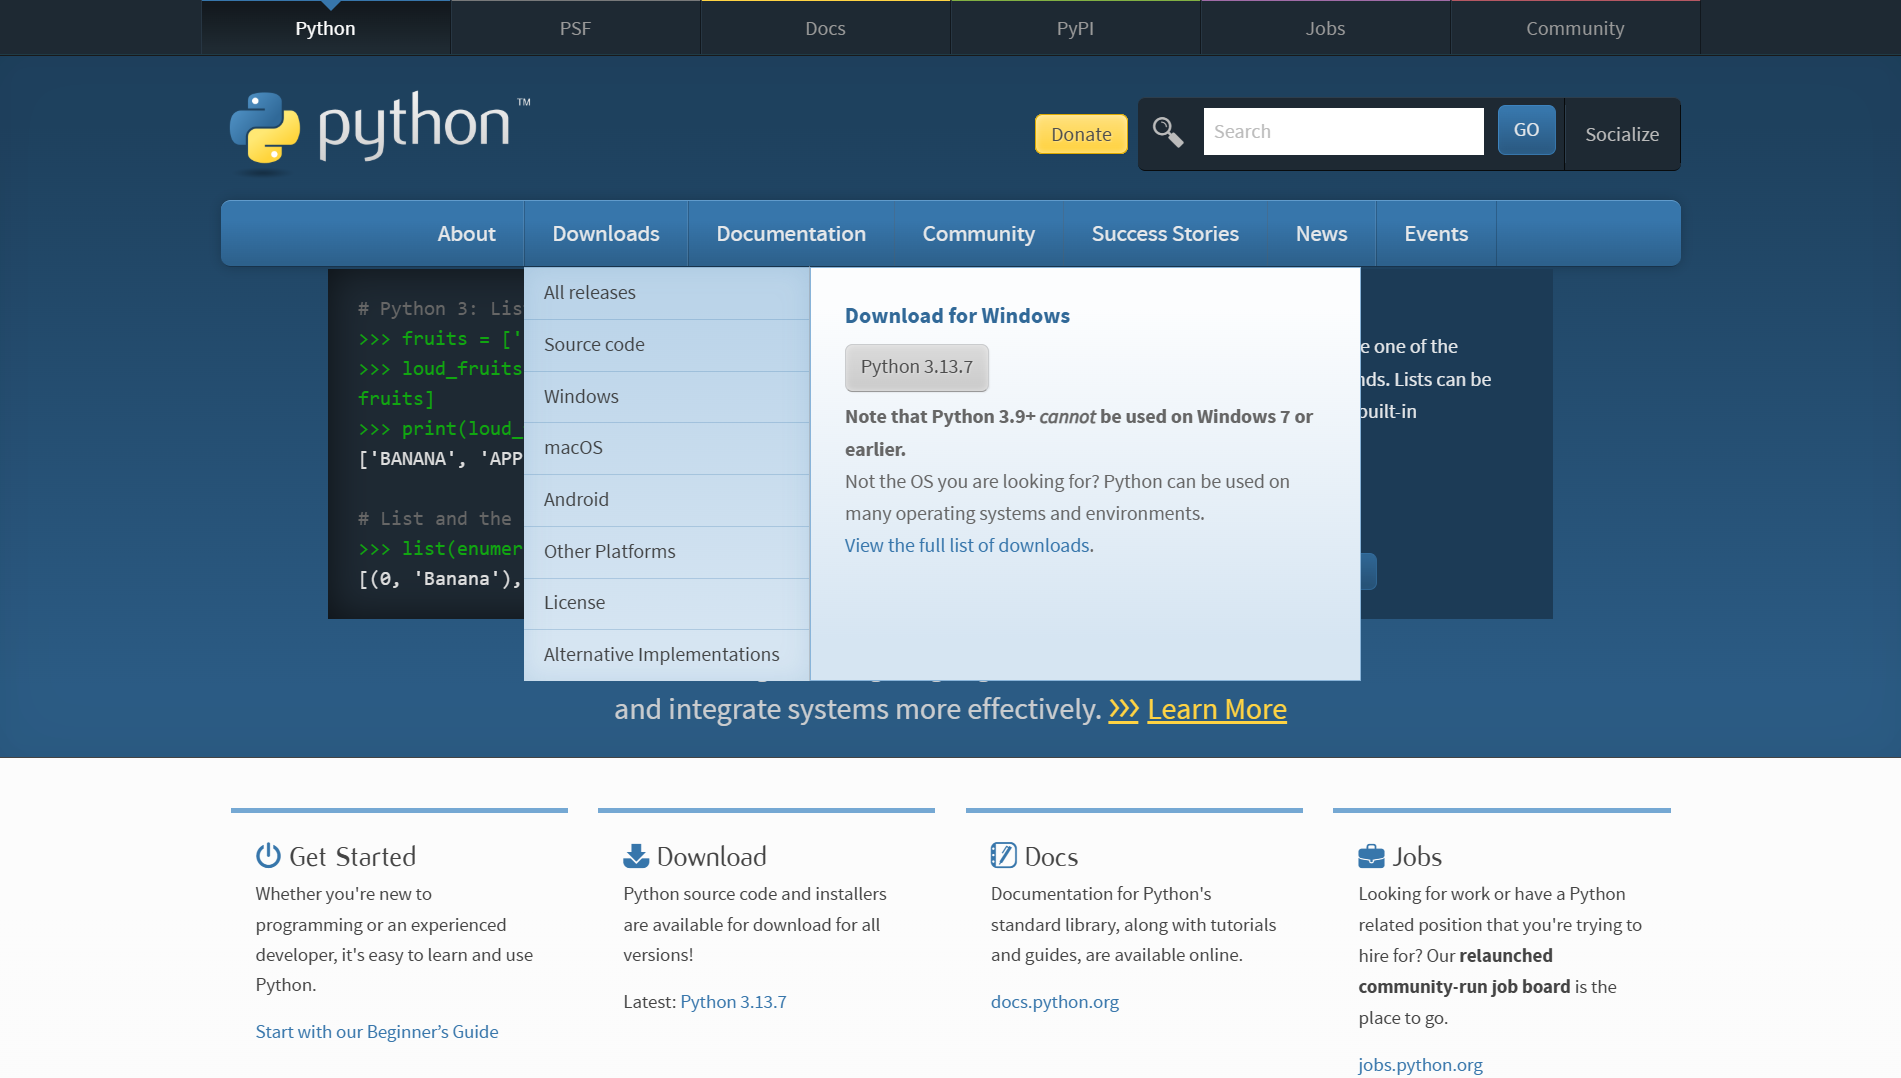 Python
PSF
Docs
PyPI
Jobs
Community
python™
Donate
Search
GO
Socialize
About
Downloads
Documentation
Community
Success Stories
News
Events
# Python 3: Lis
>>> fruits = ['
>>> loud_fruits
fruits]
>>> print(loud_
['BANANA', 'APP
# List and the
>>> list(enumer
[(0, 'Banana'),
All releases
Source code
Windows
macOS
Android
Other Platforms
License
Alternative Implementations
Download for Windows
Python 3.13.7
Note that Python 3.9+ cannot be used on Windows 7 or
earlier.
Not the OS you are looking for? Python can be used on
many operating systems and environments.
View the full list of downloads.
e one of the
nds. Lists can be
built-in
and integrate systems more effectively. >>> Learn More
Get Started
Whether you're new to
programming or an experienced
developer, it's easy to learn and use
Python.
Start with our Beginner’s Guide
Download
Python source code and installers
are available for download for all
versions!
Latest: Python 3.13.7
Docs
Documentation for Python's
standard library, along with tutorials
and guides, are available online.
docs.python.org
Jobs
Looking for work or have a Python
related position that you're trying to
hire for? Our relaunched
community-run job board is the
place to go.
jobs.python.org